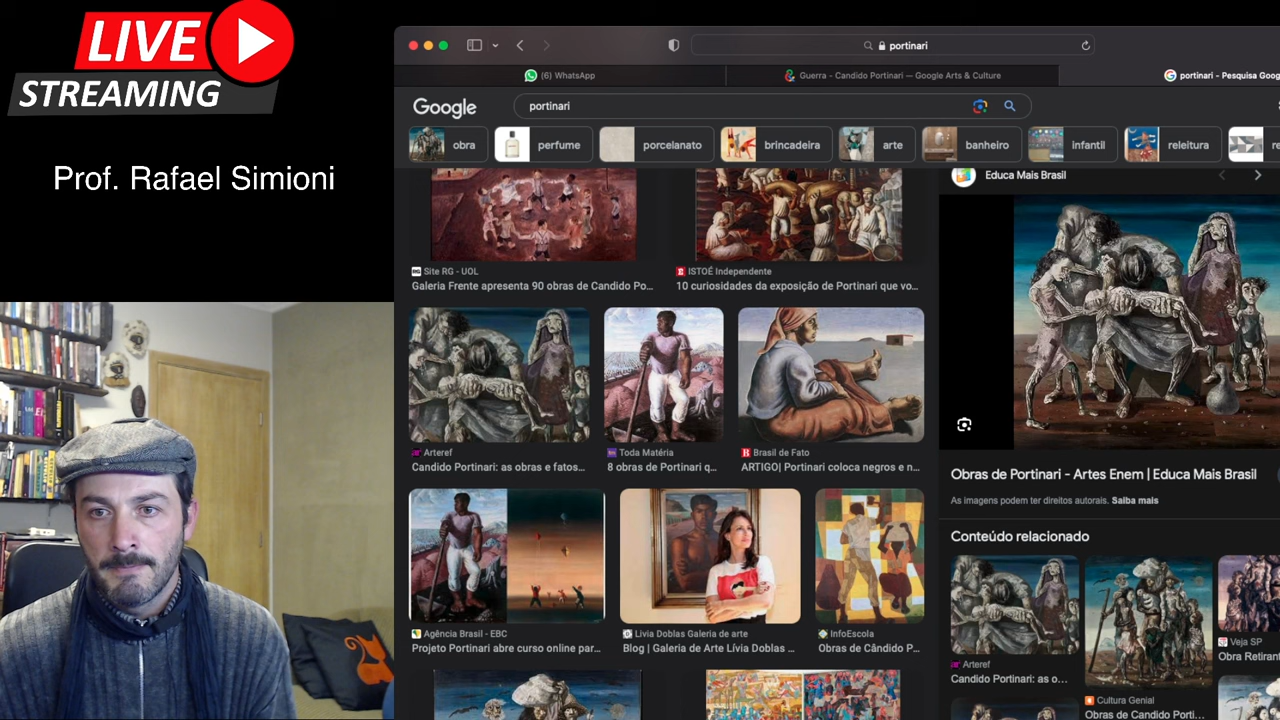 LIVE
STREAMING
Prof. Rafael Simioni
portinari
(6) WhatsApp
Guerra - Candido Portinari — Google Arts & Culture
portinari - Pesquisa Goog
Google
portinari
obra
perfume
porcelanato
brincadeira
arte
banheiro
infantil
releitura
re
Educa Mais Brasil
Site RG - UOL
Galeria Frente apresenta 90 obras de Candido Po...
ISTOÉ Independente
10 curiosidades da exposição de Portinari que vo...
Arteref
Candido Portinari: as obras e fatos...
Toda Matéria
8 obras de Portinari q...
Brasil de Fato
ARTIGO| Portinari coloca negros e n...
Obras de Portinari - Artes Enem | Educa Mais Brasil
As imagens podem ter direitos autorais. Saiba mais
Conteúdo relacionado
Agência Brasil - EBC
Projeto Portinari abre curso online par...
Livia Doblas Galeria de arte
Blog | Galeria de Arte Lívia Doblas ...
InfoEscola
Obras de Cândido P...
Arteref
Candido Portinari: as o...
Cultura Genial
Obras de Candido Porti...
Veja SP
Obra Retirant